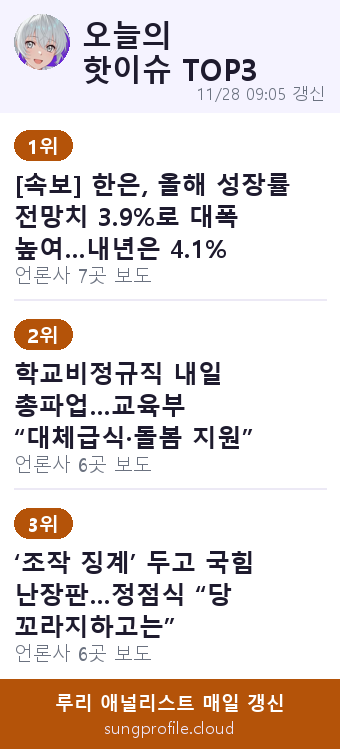 오늘의
핫이슈 TOP3
11/28 09:05 갱신
1위
[속보] 한은, 올해 성장률
전망치 3.9%로 대폭
높여…내년은 4.1%
언론사 7곳 보도
2위
학교비정규직 내일
총파업…교육부
“대체급식·돌봄 지원”
언론사 6곳 보도
3위
‘조작 징계’ 두고 국힘
난장판…정점식 “당
꼬라지하고는”
언론사 6곳 보도
루리 애널리스트 매일 갱신
sungprofile.cloud